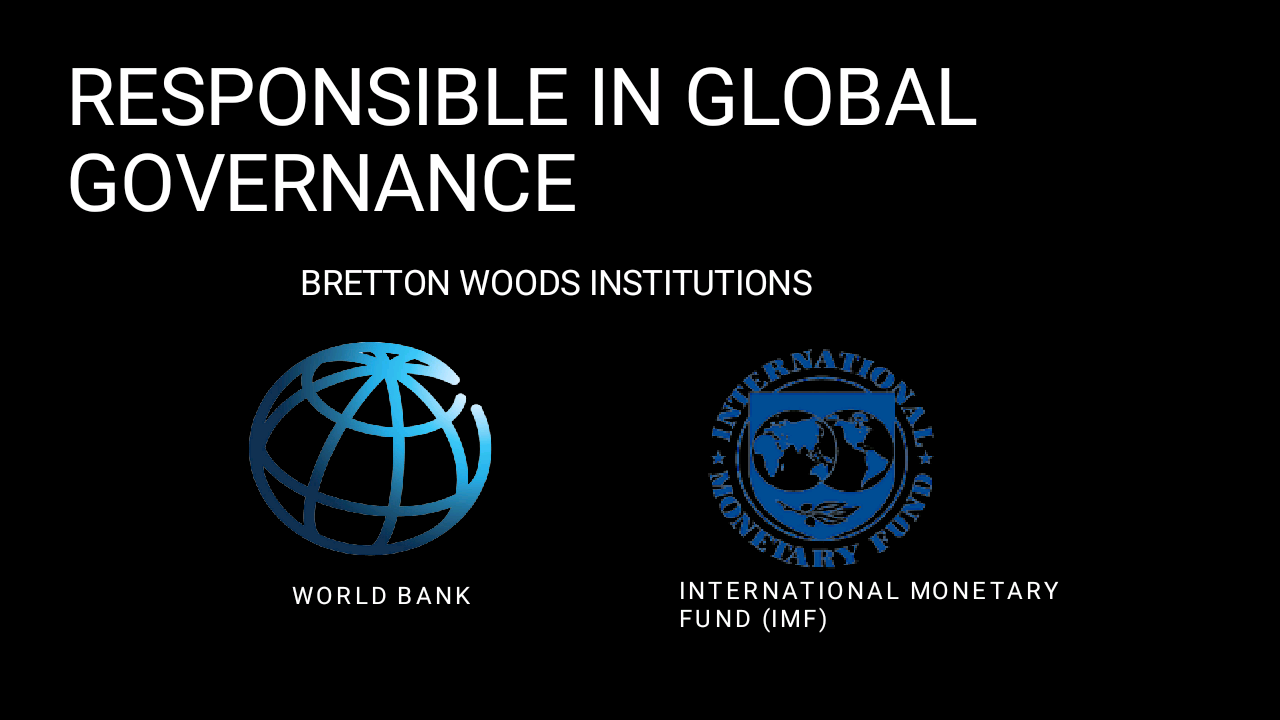 RESPONSIBLE IN GLOBAL
GOVERNANCE
BRETTON WOODS INSTITUTIONS
INTERNATIONAL
MONETARY FUND
WORLD BANK
INTERNATIONAL MONETARY
FUND (IMF)